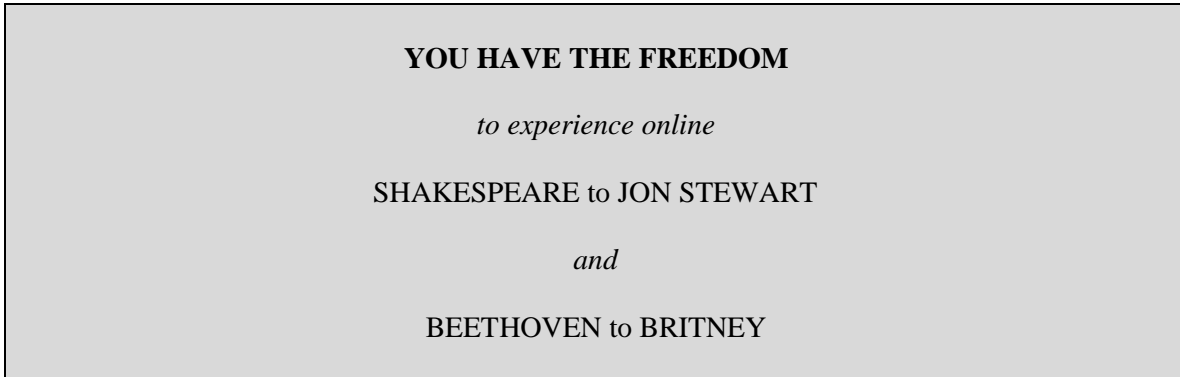 YOU HAVE THE FREEDOM
to experience online
SHAKESPEARE to JON STEWART
and
BEETHOVEN to BRITNEY